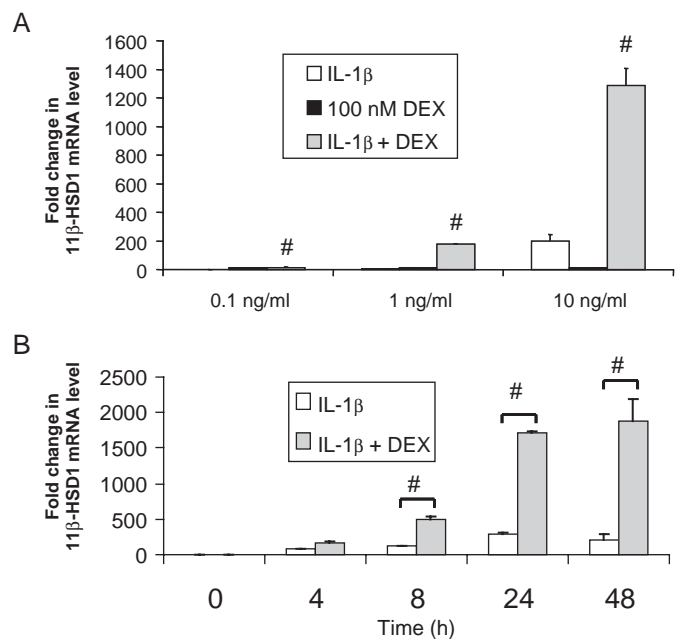 A
Fold change in
11β-HSD1 mRNA level
1600
1400
1200
1000
800
600
400
200
0
IL-1β
100 nM DEX
IL-1β + DEX
#
#
#
0.1 ng/ml
1 ng/ml
10 ng/ml
B
Fold change in
11β-HSD1 mRNA level
2500
2000
1500
1000
500
0
IL-1β
IL-1β + DEX
#
#
#
0
4
8
24
48
Time (h)